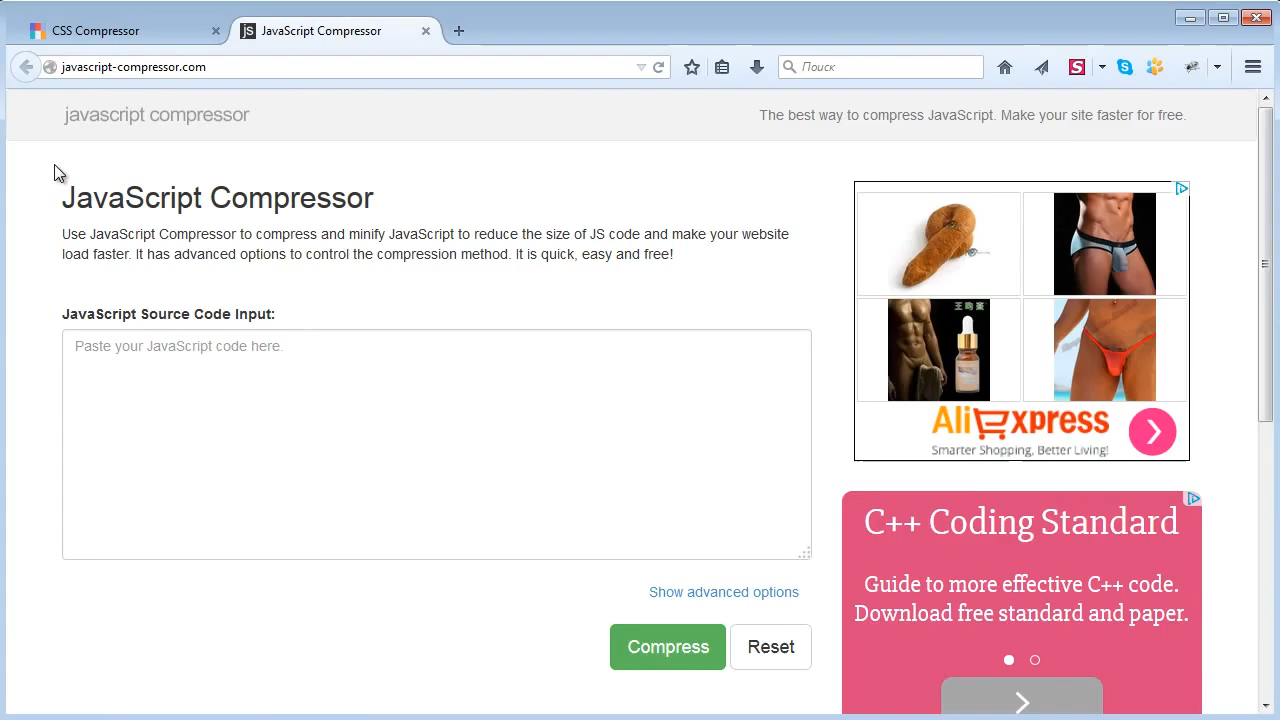 CSS Compressor
js JavaScript Compressor
javascript-compressor.com
Поиск
S
javascript compressor
The best way to compress JavaScript. Make your site faster for free.
JavaScript Compressor
Use JavaScript Compressor to compress and minify JavaScript to reduce the size of JS code and make your website
load faster. It has advanced options to control the compression method. It is quick, easy and free!
JavaScript Source Code Input:
Paste your JavaScript code here.
Show advanced options
Compress
Reset
AliExpress
Smarter Shopping, Better Living!
C++ Coding Standard
Guide to more effective C++ code.
Download free standard and paper.